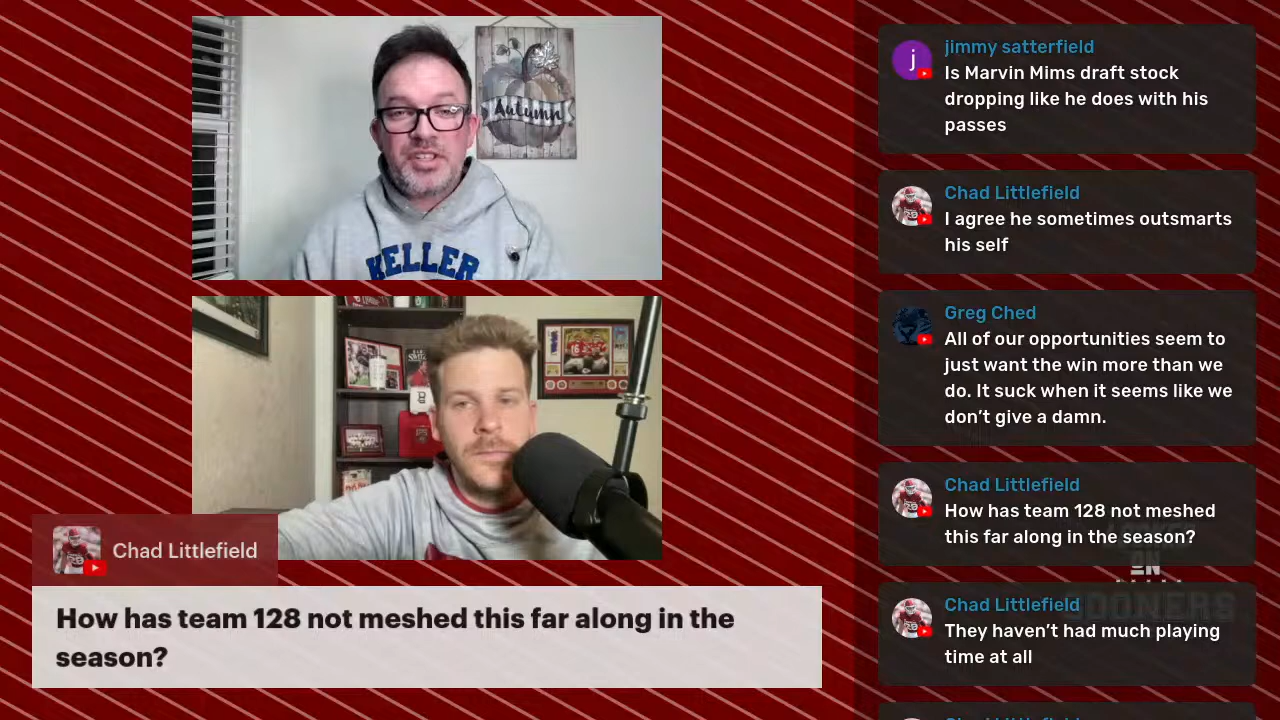 Autumn
KELLER
Chad Littlefield
How has team 128 not meshed this far along in the
season?
j
jimmy satterfield
Is Marvin Mims draft stock
dropping like he does with his
passes
Chad Littlefield
I agree he sometimes outsmarts
his self
Greg Ched
All of our opportunities seem to
just want the win more than we
do. It suck when it seems like we
don't give a damn.
Chad Littlefield
How has team 128 not meshed
this far along in the season?
LOCKED
ON
SOONERS
Chad Littlefield
They haven't had much playing
time at all